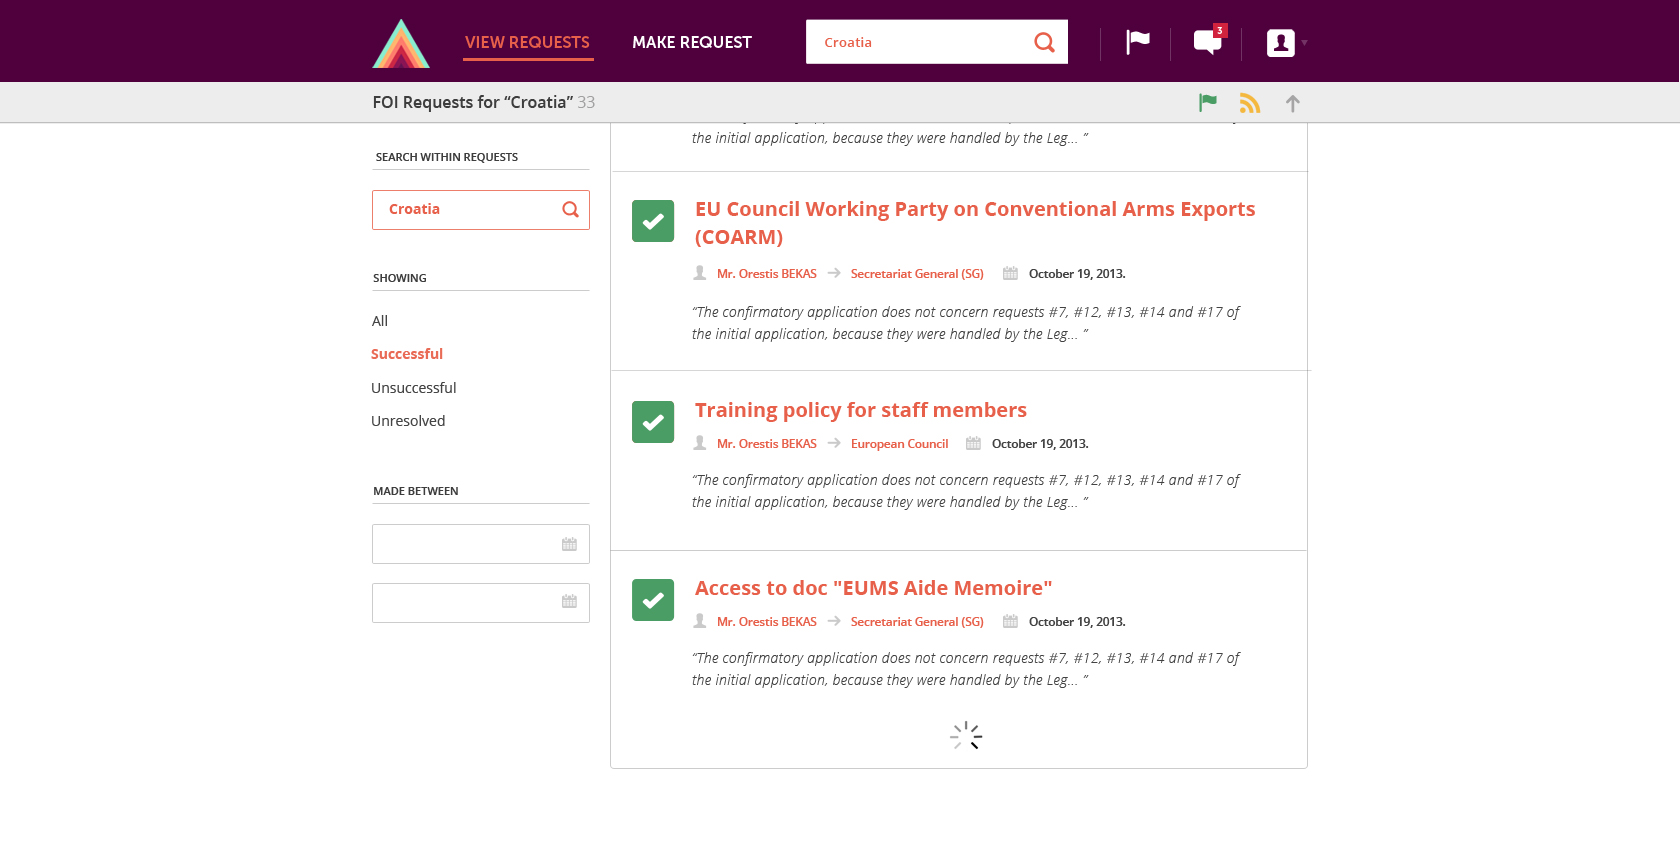 VIEW REQUESTS
MAKE REQUEST
Croatia
3
FOI Requests for “Croatia” 33
SEARCH WITHIN REQUESTS
Croatia
SHOWING
All
Successful
Unsuccessful
Unresolved
MADE BETWEEN
the initial application, because they were handled by the Leg... ”
EU Council Working Party on Conventional Arms Exports
(COARM)
Mr. Orestis BEKAS Secretariat General (SG) October 19, 2013.
“The confirmatory application does not concern requests #7, #12, #13, #14 and #17 of
the initial application, because they were handled by the Leg... ”
Training policy for staff members
Mr. Orestis BEKAS European Council October 19, 2013.
“The confirmatory application does not concern requests #7, #12, #13, #14 and #17 of
the initial application, because they were handled by the Leg... ”
Access to doc "EUMS Aide Memoire"
Mr. Orestis BEKAS Secretariat General (SG) October 19, 2013.
“The confirmatory application does not concern requests #7, #12, #13, #14 and #17 of
the initial application, because they were handled by the Leg... ”